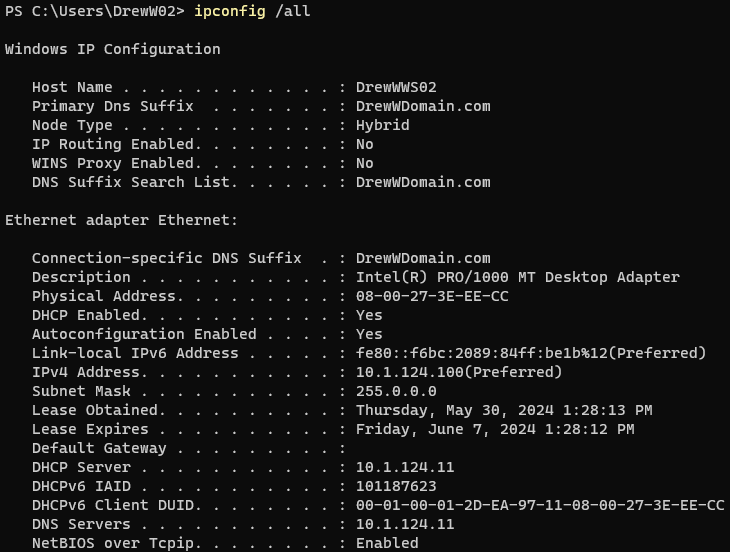 PS C:\Users\DrewW02> ipconfig /all
Windows IP Configuration
Host Name . . . . . . . . . . . . : DrewWWS02
Primary Dns Suffix  . . . . . . . : DrewWDomain.com
Node Type . . . . . . . . . . . . : Hybrid
IP Routing Enabled. . . . . . . . : No
WINS Proxy Enabled. . . . . . . . : No
DNS Suffix Search List. . . . . . : DrewWDomain.com
Ethernet adapter Ethernet:
Connection-specific DNS Suffix  . : DrewWDomain.com
Description . . . . . . . . . . . : Intel(R) PRO/1000 MT Desktop Adapter
Physical Address. . . . . . . . . : 08-00-27-3E-EE-CC
DHCP Enabled. . . . . . . . . . . : Yes
Autoconfiguration Enabled . . . . : Yes
Link-local IPv6 Address . . . . . : fe80::f6bc:2089:84ff:be1b%12(Preferred)
IPv4 Address. . . . . . . . . . . : 10.1.124.100(Preferred)
Subnet Mask . . . . . . . . . . . : 255.0.0.0
Lease Obtained. . . . . . . . . . : Thursday, May 30, 2024 1:28:13 PM
Lease Expires . . . . . . . . . . : Friday, June 7, 2024 1:28:12 PM
Default Gateway . . . . . . . . . :
DHCP Server . . . . . . . . . . . : 10.1.124.11
DHCPv6 IAID . . . . . . . . . . . : 101187623
DHCPv6 Client DUID. . . . . . . . : 00-01-00-01-2D-EA-97-11-08-00-27-3E-EE-CC
DNS Servers . . . . . . . . . . . : 10.1.124.11
NetBIOS over Tcpip. . . . . . . . : Enabled